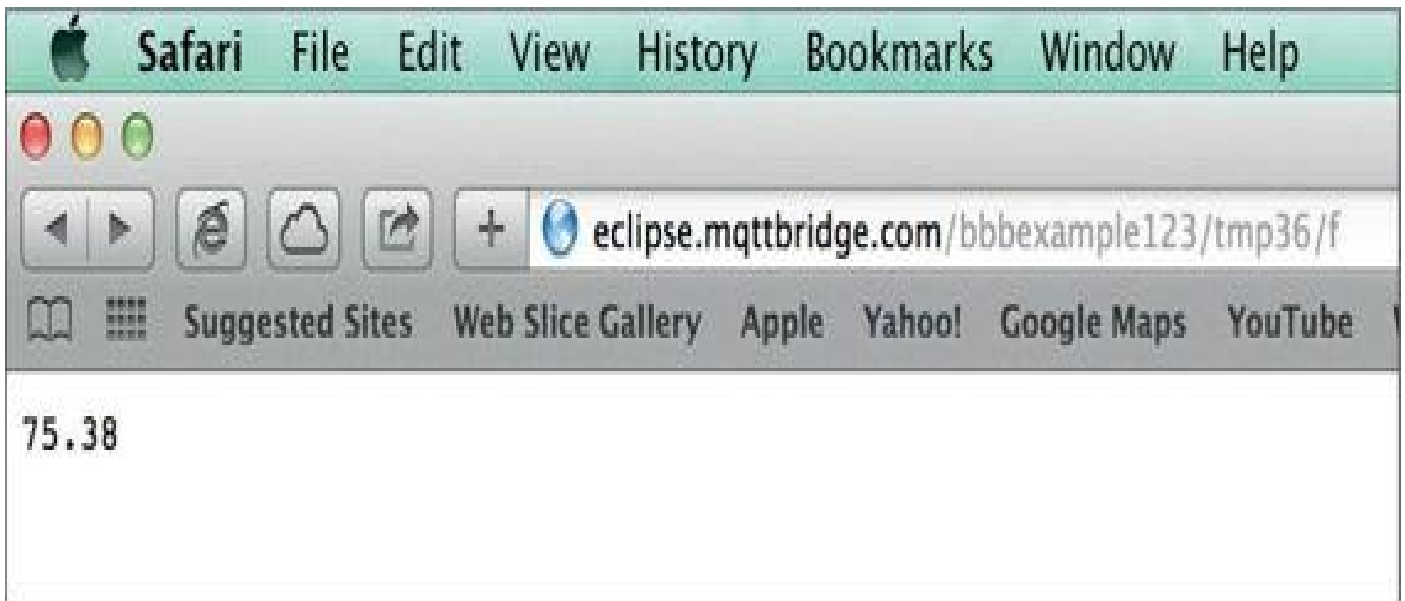 Safari File Edit View History Bookmarks Window Help
eclipse.mqttbridge.com/bbbexample123/tmp36/f
Suggested Sites Web Slice Gallery Apple Yahoo! Google Maps YouTube
75.38